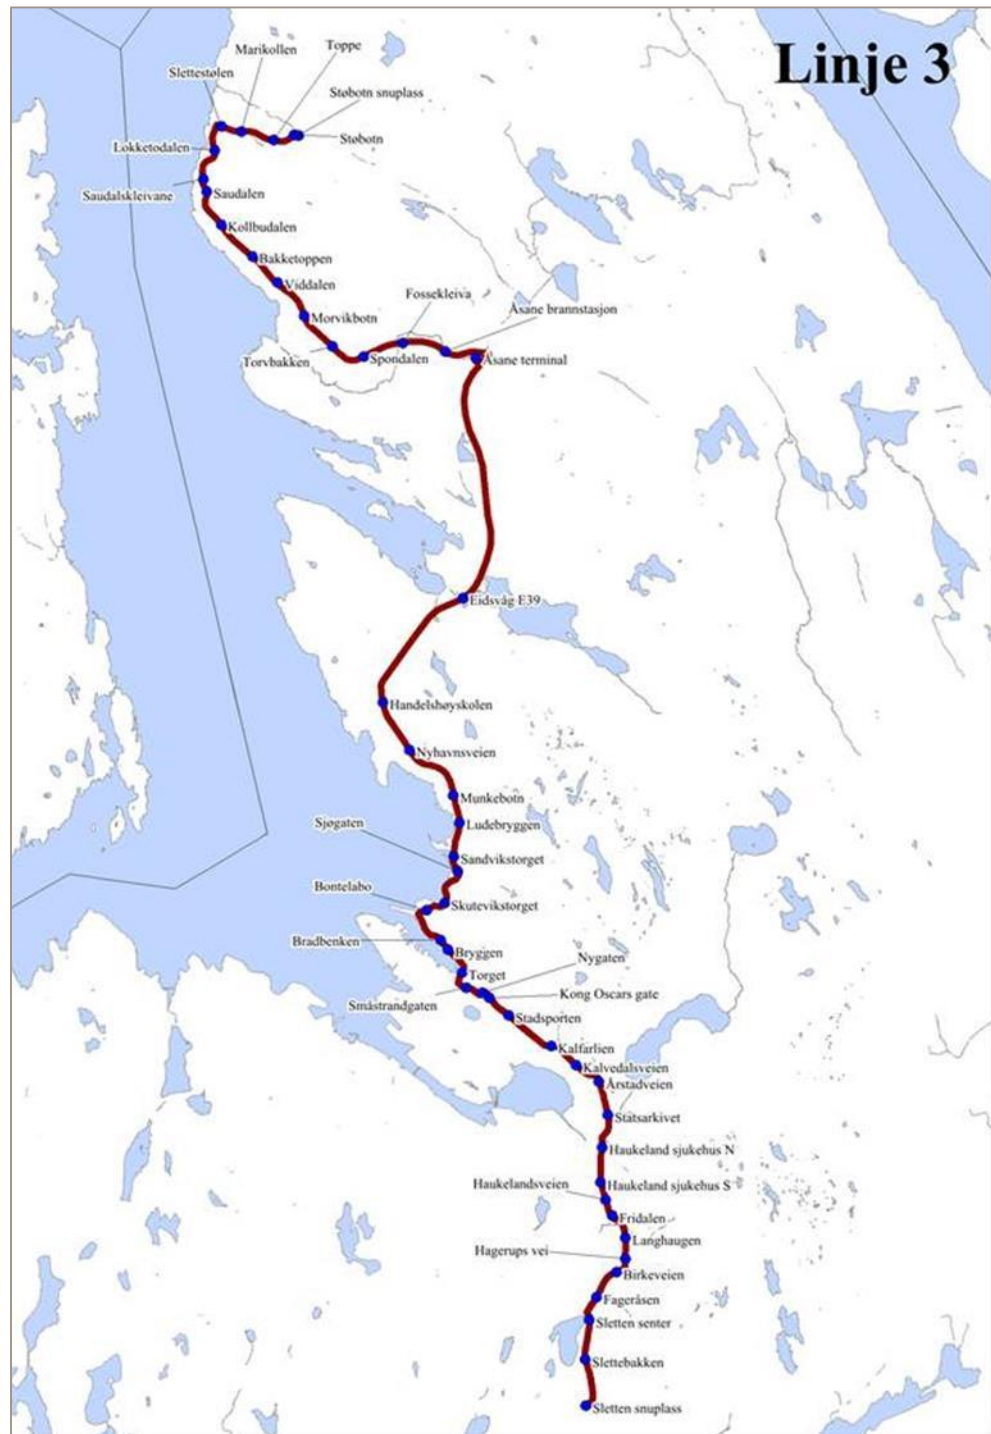 Linje 3
Toppe
Marikollen
Slettestølen
Støbotn snuplass
Støbotn
Lokketodalen
Saudalskleivane
Saudalen
Kollbudalen
Bakketoppen
Viddalen
Fossekleiva
Åsane brannstasjon
Morvikbotn
Torvbakken
Spondalen
Åsane terminal
Eidsvåg E39
Handelshøyskolen
Nyhavnsveien
Munkebotn
Sjøgaten
Ludebryggen
Sandvikstorget
Bontelabo
Skutevikstorget
Bradbenken
Bryggen
Nygaten
Torget
Kong Oscars gate
Småstrandgaten
Stadsporten
Kalfarlien
Kalvedalsveien
Årstadveien
Statsarkivet
Haukeland sjukehus N
Haukelandsveien
Haukeland sjukehus S
Fridalen
Langhaugen
Hagerups vei
Birkeveien
Fageråsen
Sletten senter
Slettebakken
Sletten snuplass